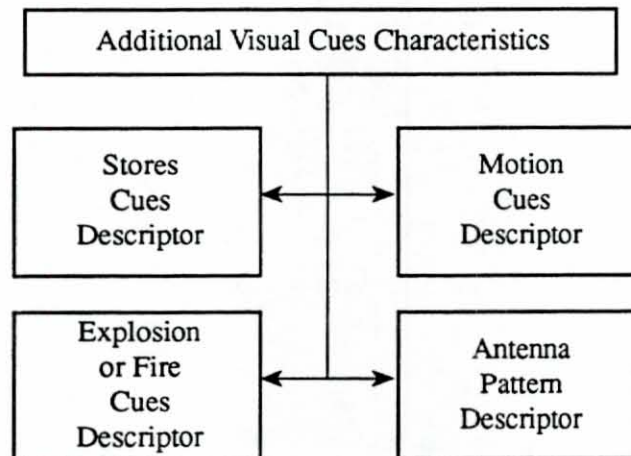 Additional Visual Cues Characteristics
Stores
Cues
Descriptor
Motion
Cues
Descriptor
Explosion
or Fire
Cues
Descriptor
Antenna
Pattern
Descriptor